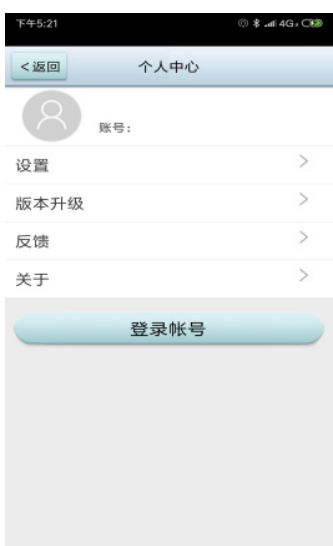 下午5:21 4G
<返回 个人中心
账号:
设置
版本升级
反馈
关于
登录帐号